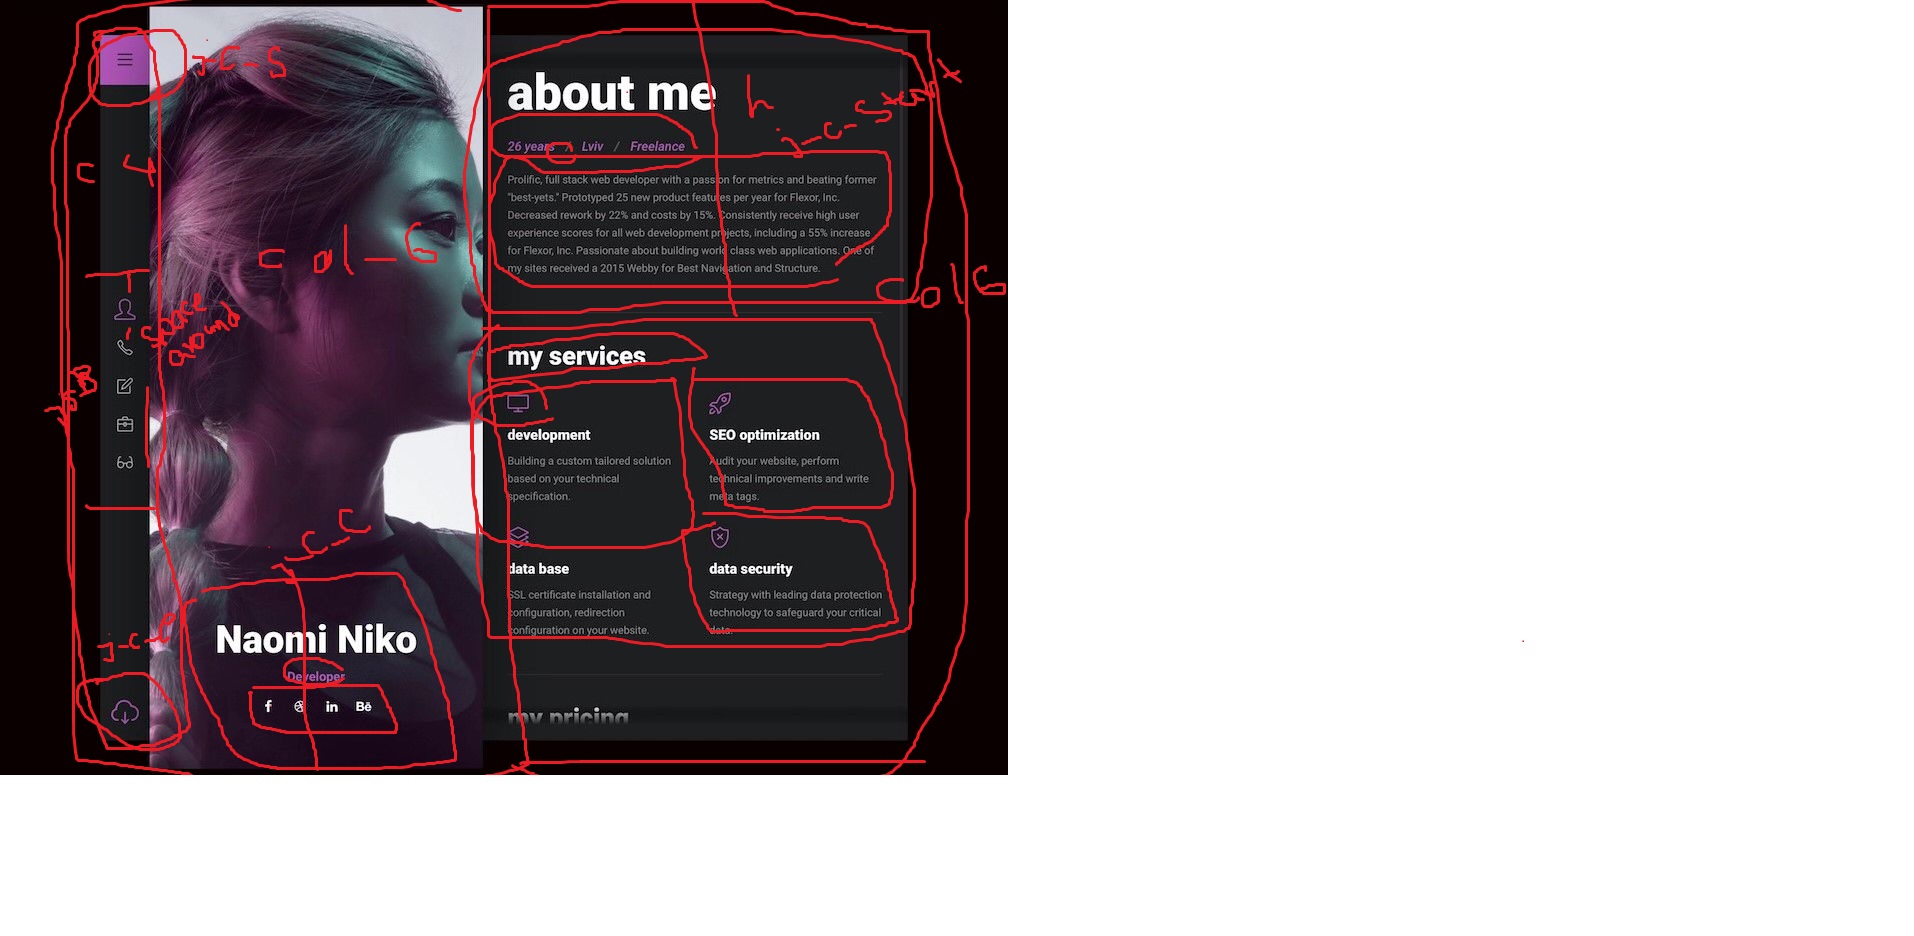 j-C-S
about me
h
j-c-start
26 years / Lviv / Freelance
c 4
Prolific, full stack web developer with a passion for metrics and beating former
"best-yets." Prototyped 25 new product features per year for Flexor, Inc.
Decreased rework by 22% and costs by 15%. Consistently receive high user
experience scores for all web development projects, including a 55% increase
for Flexor, Inc. Passionate about building world class web applications. One of
my sites received a 2015 Webby for Best Navigation and Structure.
col-6
col6
space
around
my services
development
Building a custom tailored solution
based on your technical
specification.
SEO optimization
Audit your website, perform
technical improvements and write
meta tags.
j-c-c
data base
SSL certificate installation and
configuration, redirection
configuration on your website.
data security
Strategy with leading data protection
technology to safeguard your critical
data.
j-c-e
Naomi Niko
Developer
f in Bē
my pricing